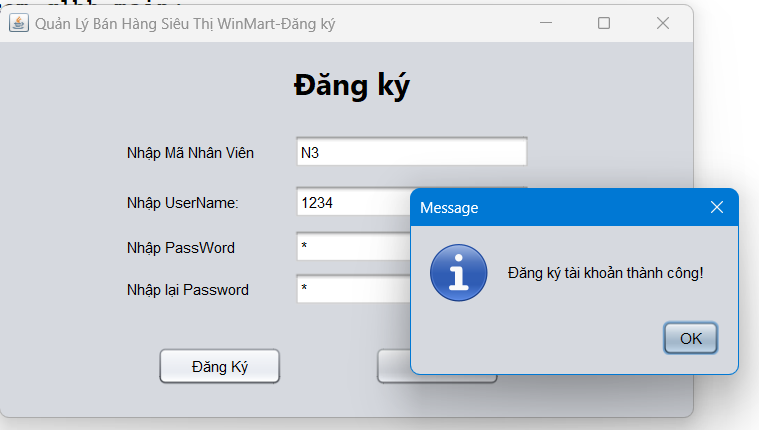 Quản Lý Bán Hàng Siêu Thị WinMart-Đăng ký
Đăng ký
Nhập Mã Nhân Viên
N3
Nhập UserName:
1234
Nhập PassWord
*
Nhập lại Password
*
Đăng Ký
Message
Đăng ký tài khoản thành công!
OK